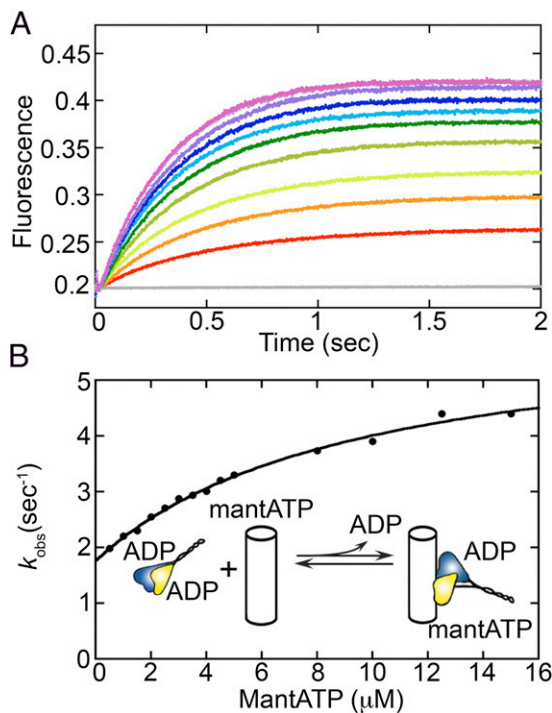 A
0.45
0.4
0.35
0.3
0.25
0.2
Fluorescence
0 0.5 1 1.5 2
Time (sec)
B
5
4
3
2
1
0
kobs(sec-1)
mantATP
ADP
ADP
ADP
ADP
+
mantATP
0 2 4 6 8 10 12 14 16
MantATP (μM)